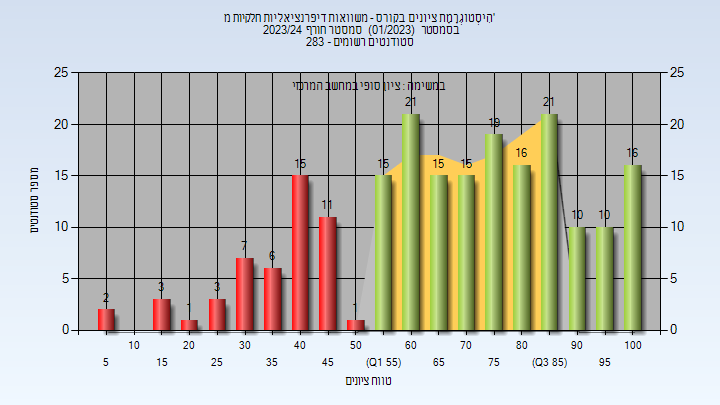 היסטוגרמת ציונים בקורס - משוואות דיפרנציאליות חלקיות מ'
בסמסטר (01/2023) סמסטר חורף 2023/24
סטודנטים רשומים - 283
במשימה : ציון סופי במחשב המרכזי
25 25
20 20
15 15
10 10
5 5
0 0
מספר סטודנטים
2 3 1 3 7 6 15 11 1 15 21 15 15 19 16 21 10 10 16
10 20 30 40 50 60 70 80 90 100
5 15 25 35 45 (Q1 55) 65 75 (Q3 85) 95
טווח ציונים